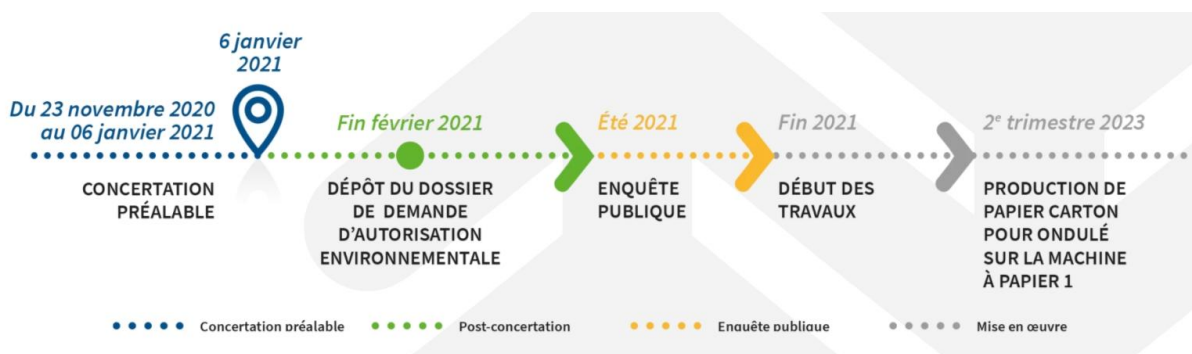 6 janvier
2021
Du 23 novembre 2020
au 06 janvier 2021
CONCERTATION
PRÉALABLE
Fin février 2021
DÉPÔT DU DOSSIER
DE DEMANDE
D'AUTORISATION
ENVIRONNEMENTALE
Été 2021
ENQUÊTE
PUBLIQUE
Fin 2021
DÉBUT DES
TRAVAUX
2e trimestre 2023
PRODUCTION DE
PAPIER CARTON
POUR ONDULÉ
SUR LA MACHINE
À PAPIER 1
Concertation préalable
Post-concertation
Enquête publique
Mise en œuvre